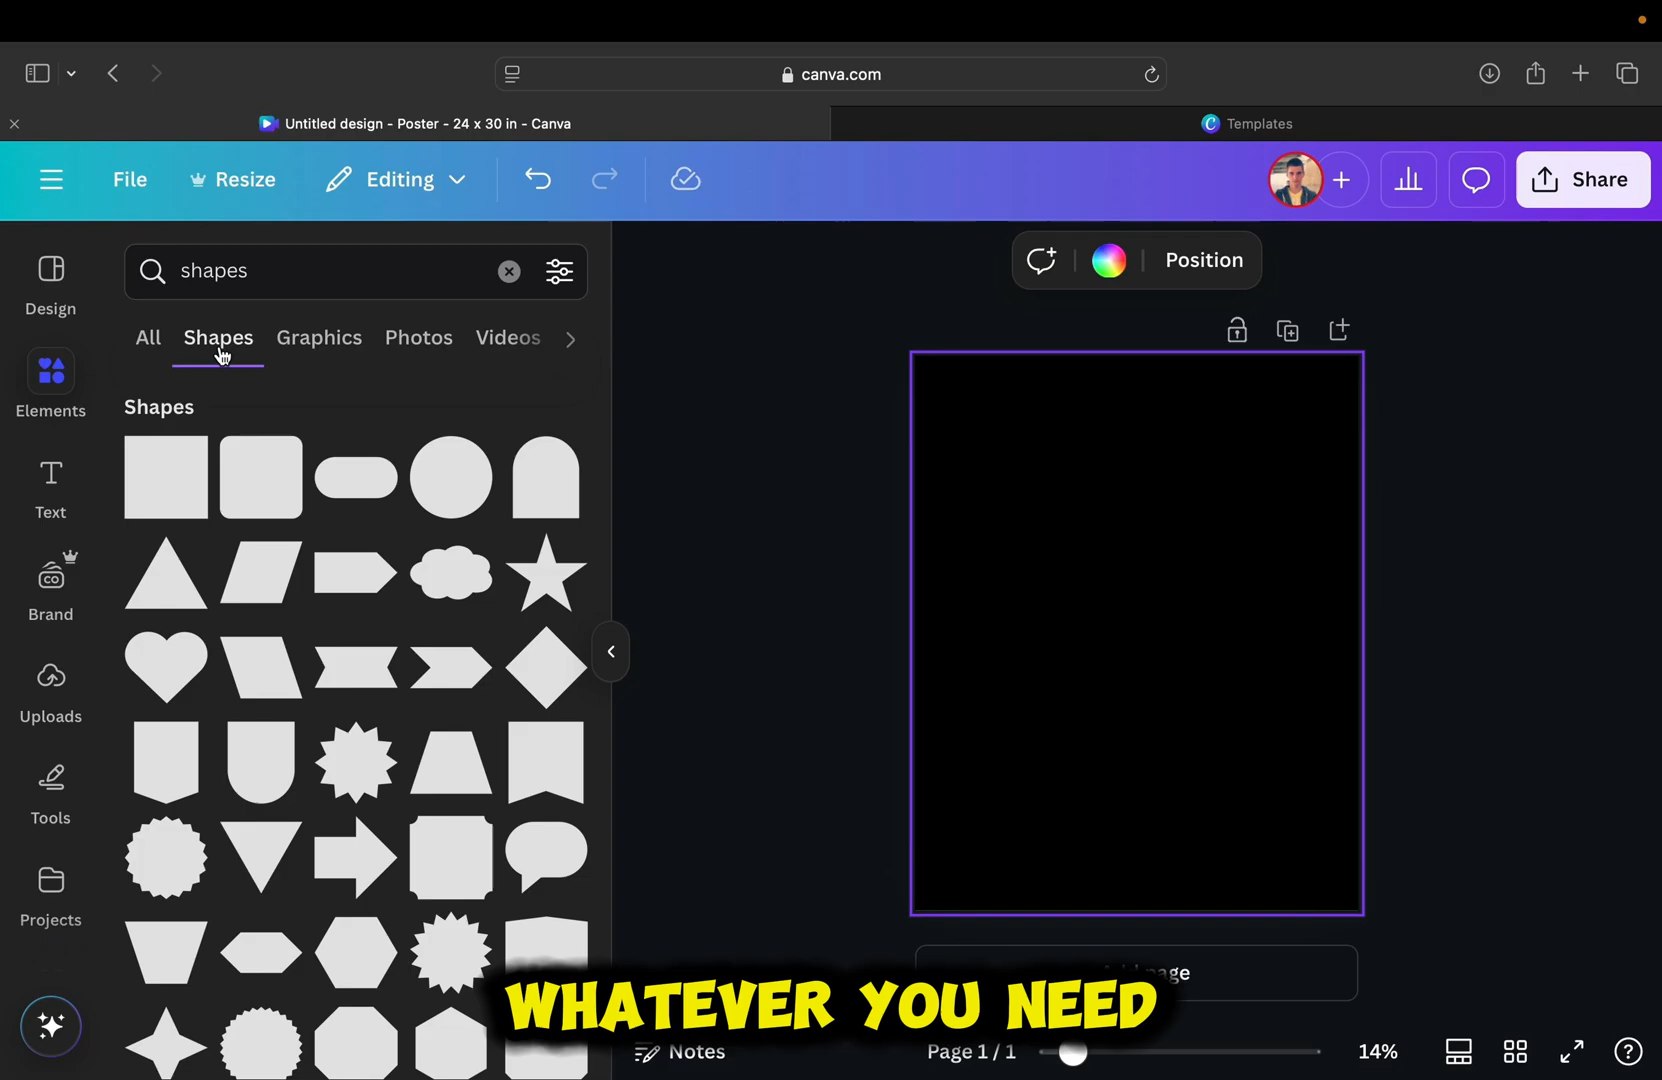 canva.com
Untitled design - Poster - 24 x 30 in - Canva
Templates
File
Resize
Editing
Share
shapes
Position
Design
All
Shapes
Graphics
Photos
Videos
Elements
Shapes
Text
Brand
Uploads
Tools
Projects
WHATEVER YOU NEED
Notes
Page 1 / 1
14%